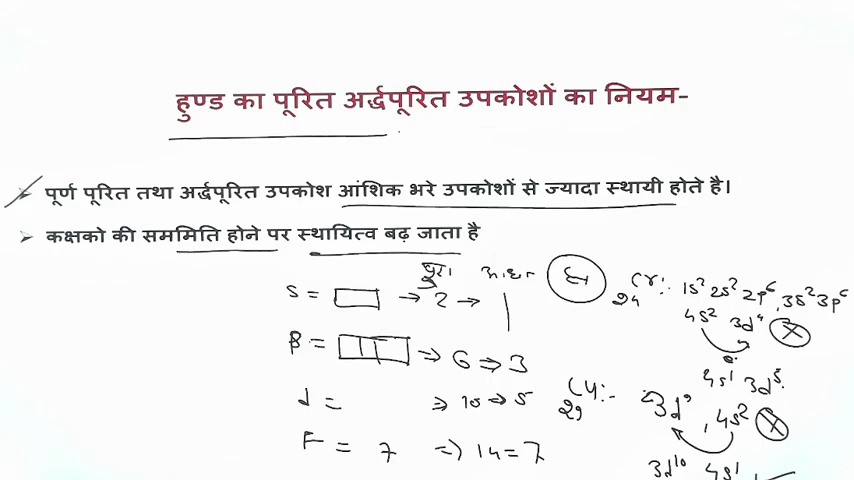 हुण्ड का पूरित अर्द्धपूरित उपकोशों का नियम-
पूर्ण पूरित तथा अर्द्धपूरित उपकोश आंशिक भरे उपकोशों से ज्यादा स्थायी होते है।
कक्षको की सममिति होने पर स्थायित्व बढ़ जाता है
पुरा
S = → 2 → 1
P = ⇒ 6 ⇒ 3
d = ⇒ 10 → 5
F = 7 ⇒ 14 = 7
Cr:- 1s² 2s² 2p⁶, 3s² 3p⁶
24
4s² 3d⁴
4s¹ 3d⁵
Cu:- 3d⁹, 4s²
29
3d¹⁰ 4s¹